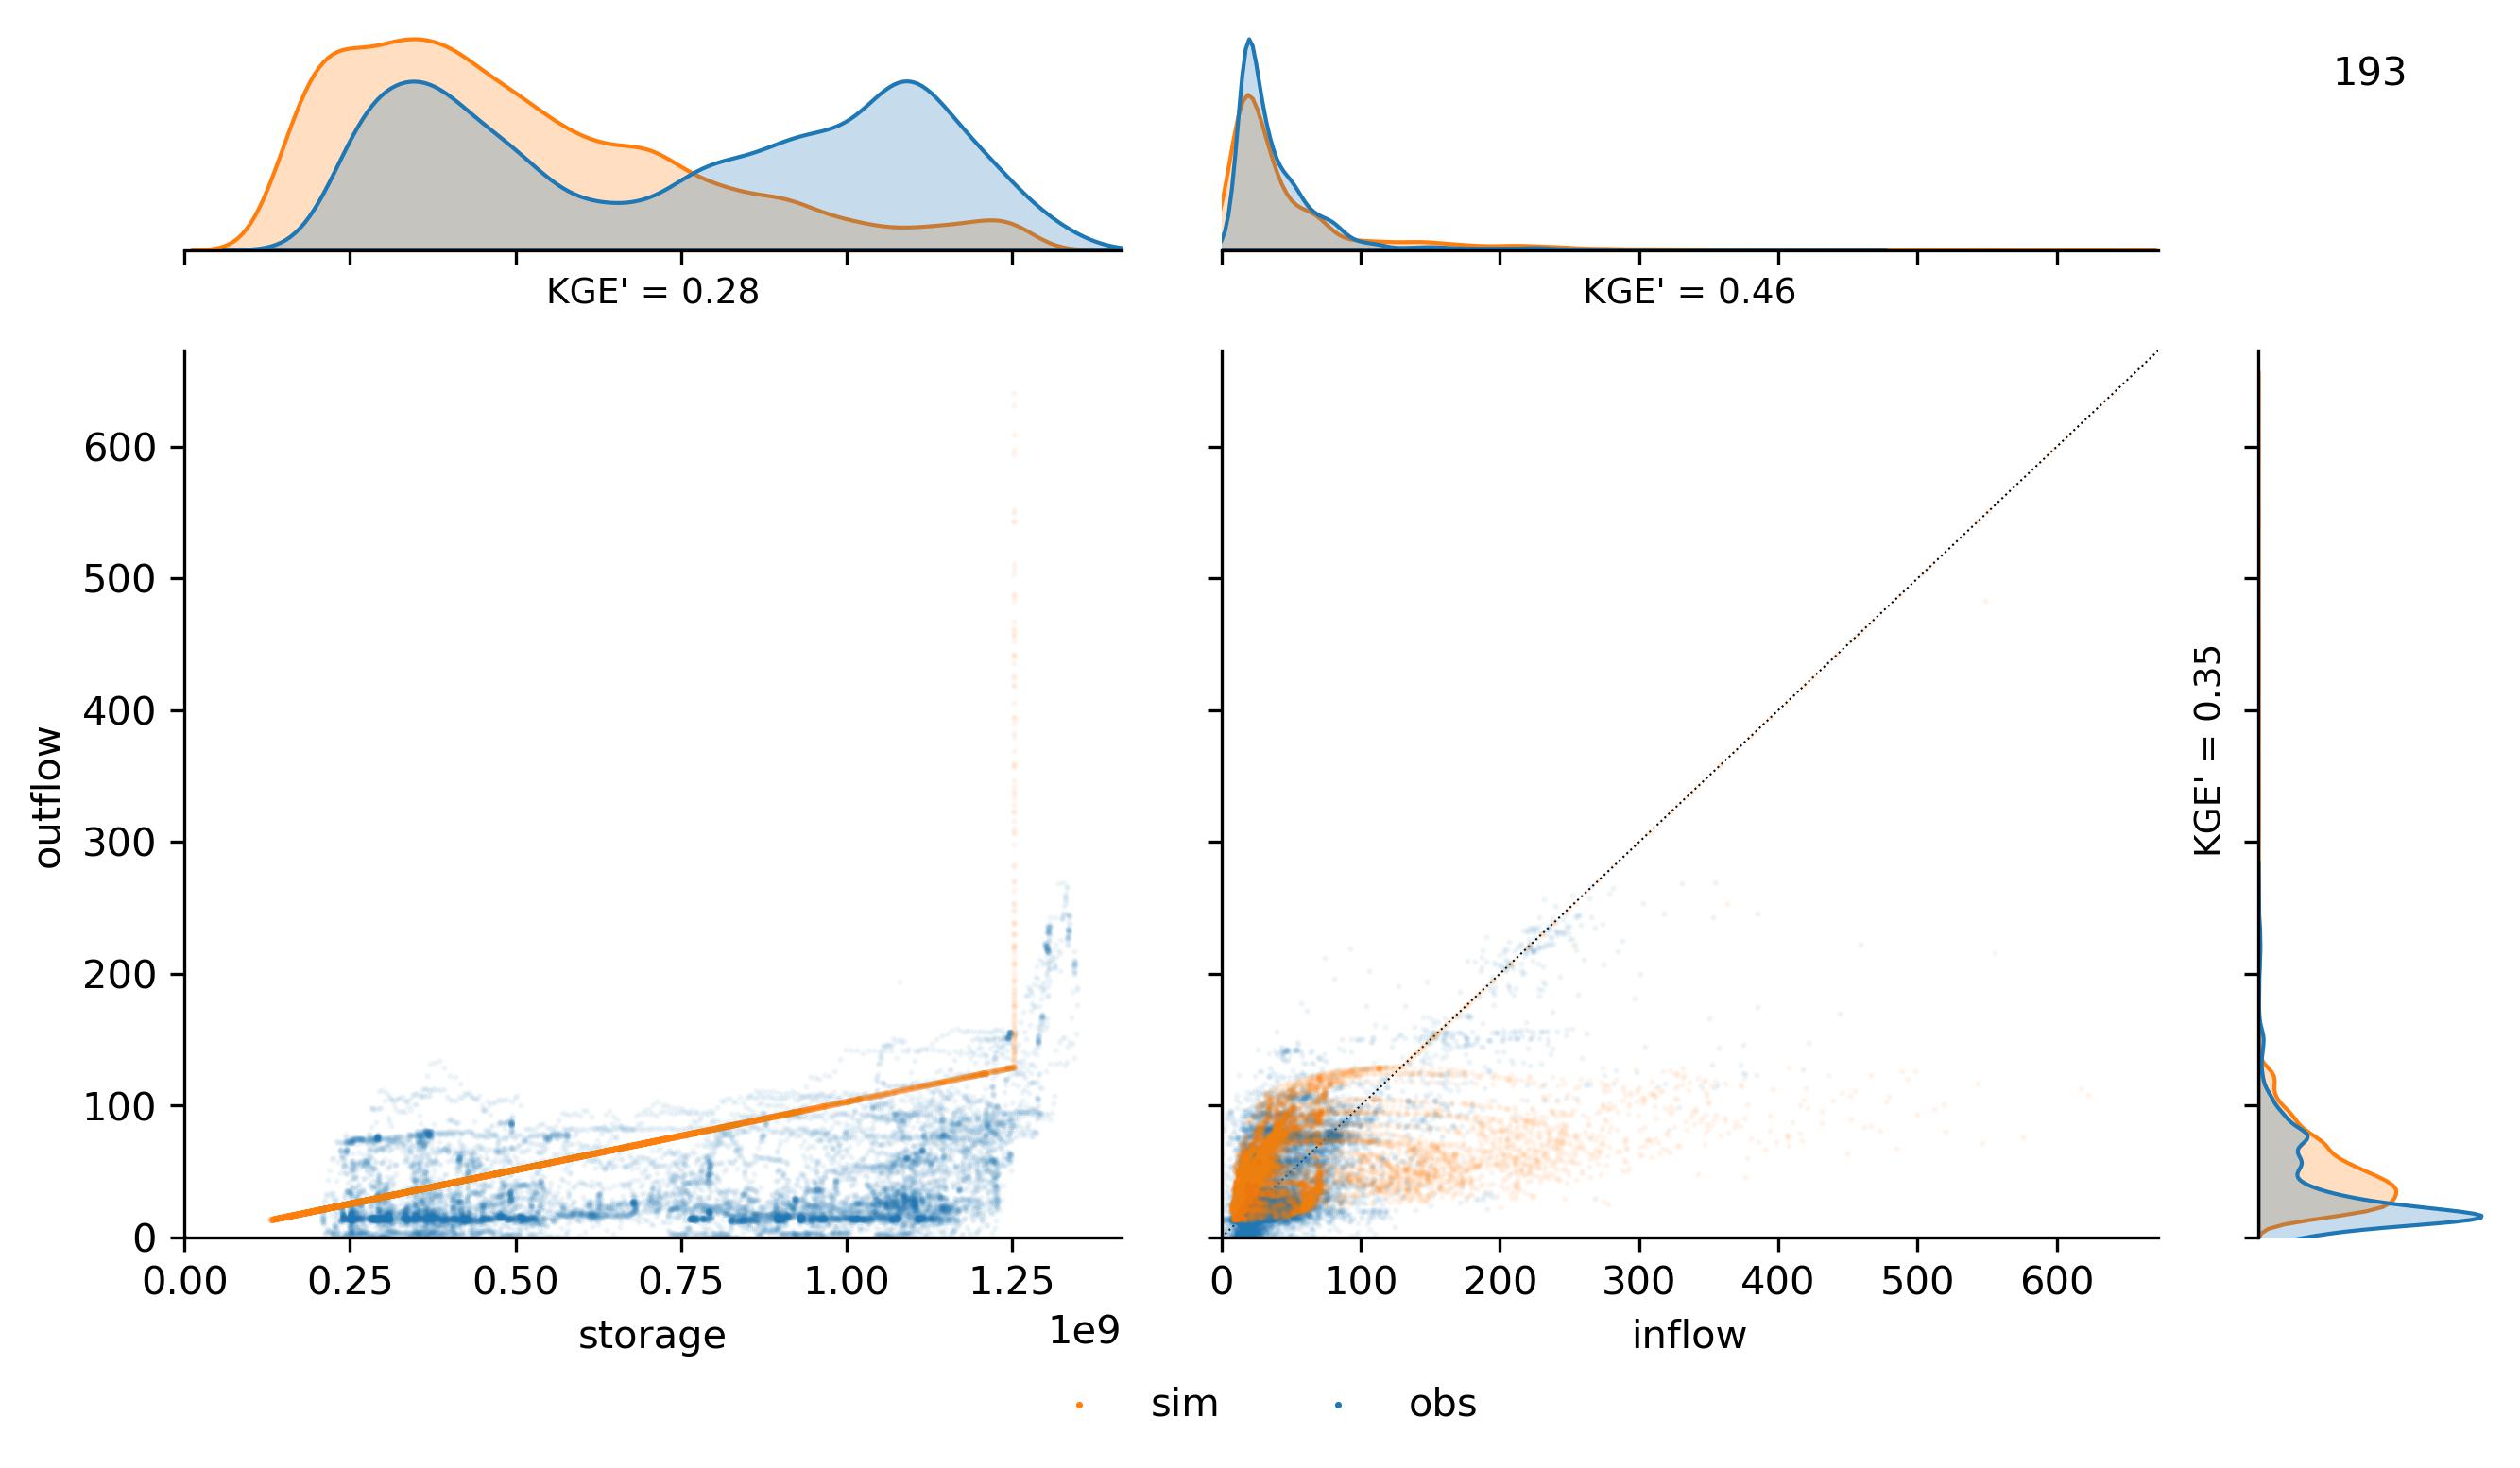 193
KGE' = 0.28
KGE' = 0.46
KGE' = 0.35
outflow
600
500
400
300
200
100
0
0.00 0.25 0.50 0.75 1.00 1.25
1e9
storage
0 100 200 300 400 500 600
inflow
sim obs